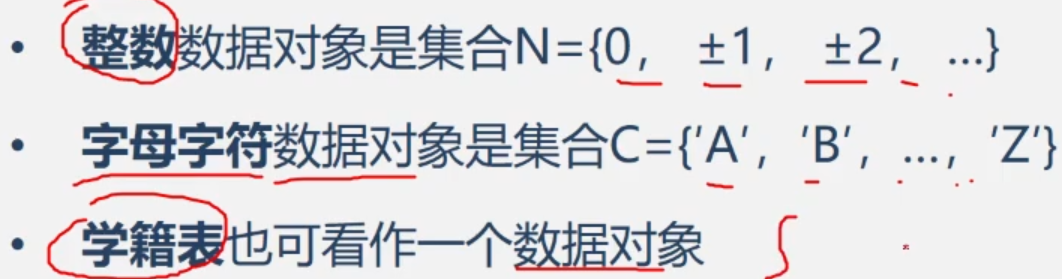 • 整数数据对象是集合N={0, ±1, ±2, …}
• 字母字符数据对象是集合C={'A', 'B', …, 'Z'}
• 学籍表也可看作一个数据对象